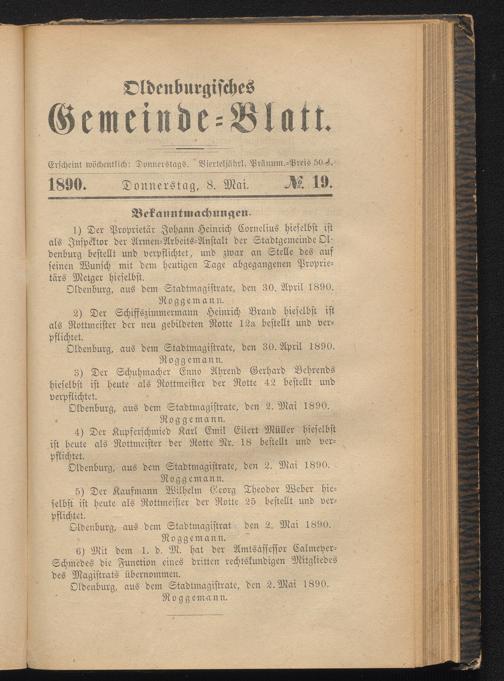 Oldenburgisches
Gemeinde=Blatt.
Erscheint wöchentlich: Donnerstags. Vierteljährl. Pränum.=Preis 50 ₰.
1890. Donnerstag, 8. Mai. №. 19.
Bekanntmachungen.
1) Der Proprietär Johann Heinrich Cornelius hieselbst ist
als Inspektor der Armen=Arbeits=Anstalt der Stadtgemeinde Ol-
denburg bestellt und verpflichtet, und zwar an Stelle des auf
seinen Wunsch mit dem heutigen Tage abgegangenen Proprie-
tärs Metger hieselbst.
Oldenburg, aus dem Stadtmagistrate, den 30. April 1890.
Roggemann.
2) Der Schiffszimmermann Heinrich Brand hieselbst ist
als Rottmeister der neu gebildeten Rotte 12a bestellt und ver-
pflichtet.
Oldenburg, aus dem Stadtmagistrate, den 30. April 1890.
Roggemann.
3) Der Schuhmacher Enno Ahrend Gerhard Behrends
hieselbst ist heute als Rottmeister der Rotte 42 bestellt und
verpflichtet.
Oldenburg, aus dem Stadtmagistrate, den 2. Mai 1890.
Roggemann.
4) Der Kupferschmied Karl Emil Eilert Müller hieselbst
ist heute als Rottmeister der Rotte Nr. 18 bestellt und ver-
pflichtet.
Oldenburg, aus dem Stadtmagistrate, den 2. Mai 1890.
Roggemann.
5) Der Kaufmann Wilhelm Georg Theodor Weber hie-
selbst ist heute als Rottmeister der Rotte 25 bestellt und ver-
pflichtet.
Oldenburg, aus dem Stadtmagistrat den 2. Mai 1890.
Roggemann.
6) Mit dem 1. d. M. hat der Amtsassessor Calmeyer-
Schmedes die Function eines dritten rechtskundigen Mitgliedes
des Magistrats übernommen.
Oldenburg, aus dem Stadtmagistrate, den 2. Mai 1890.
Roggemann.